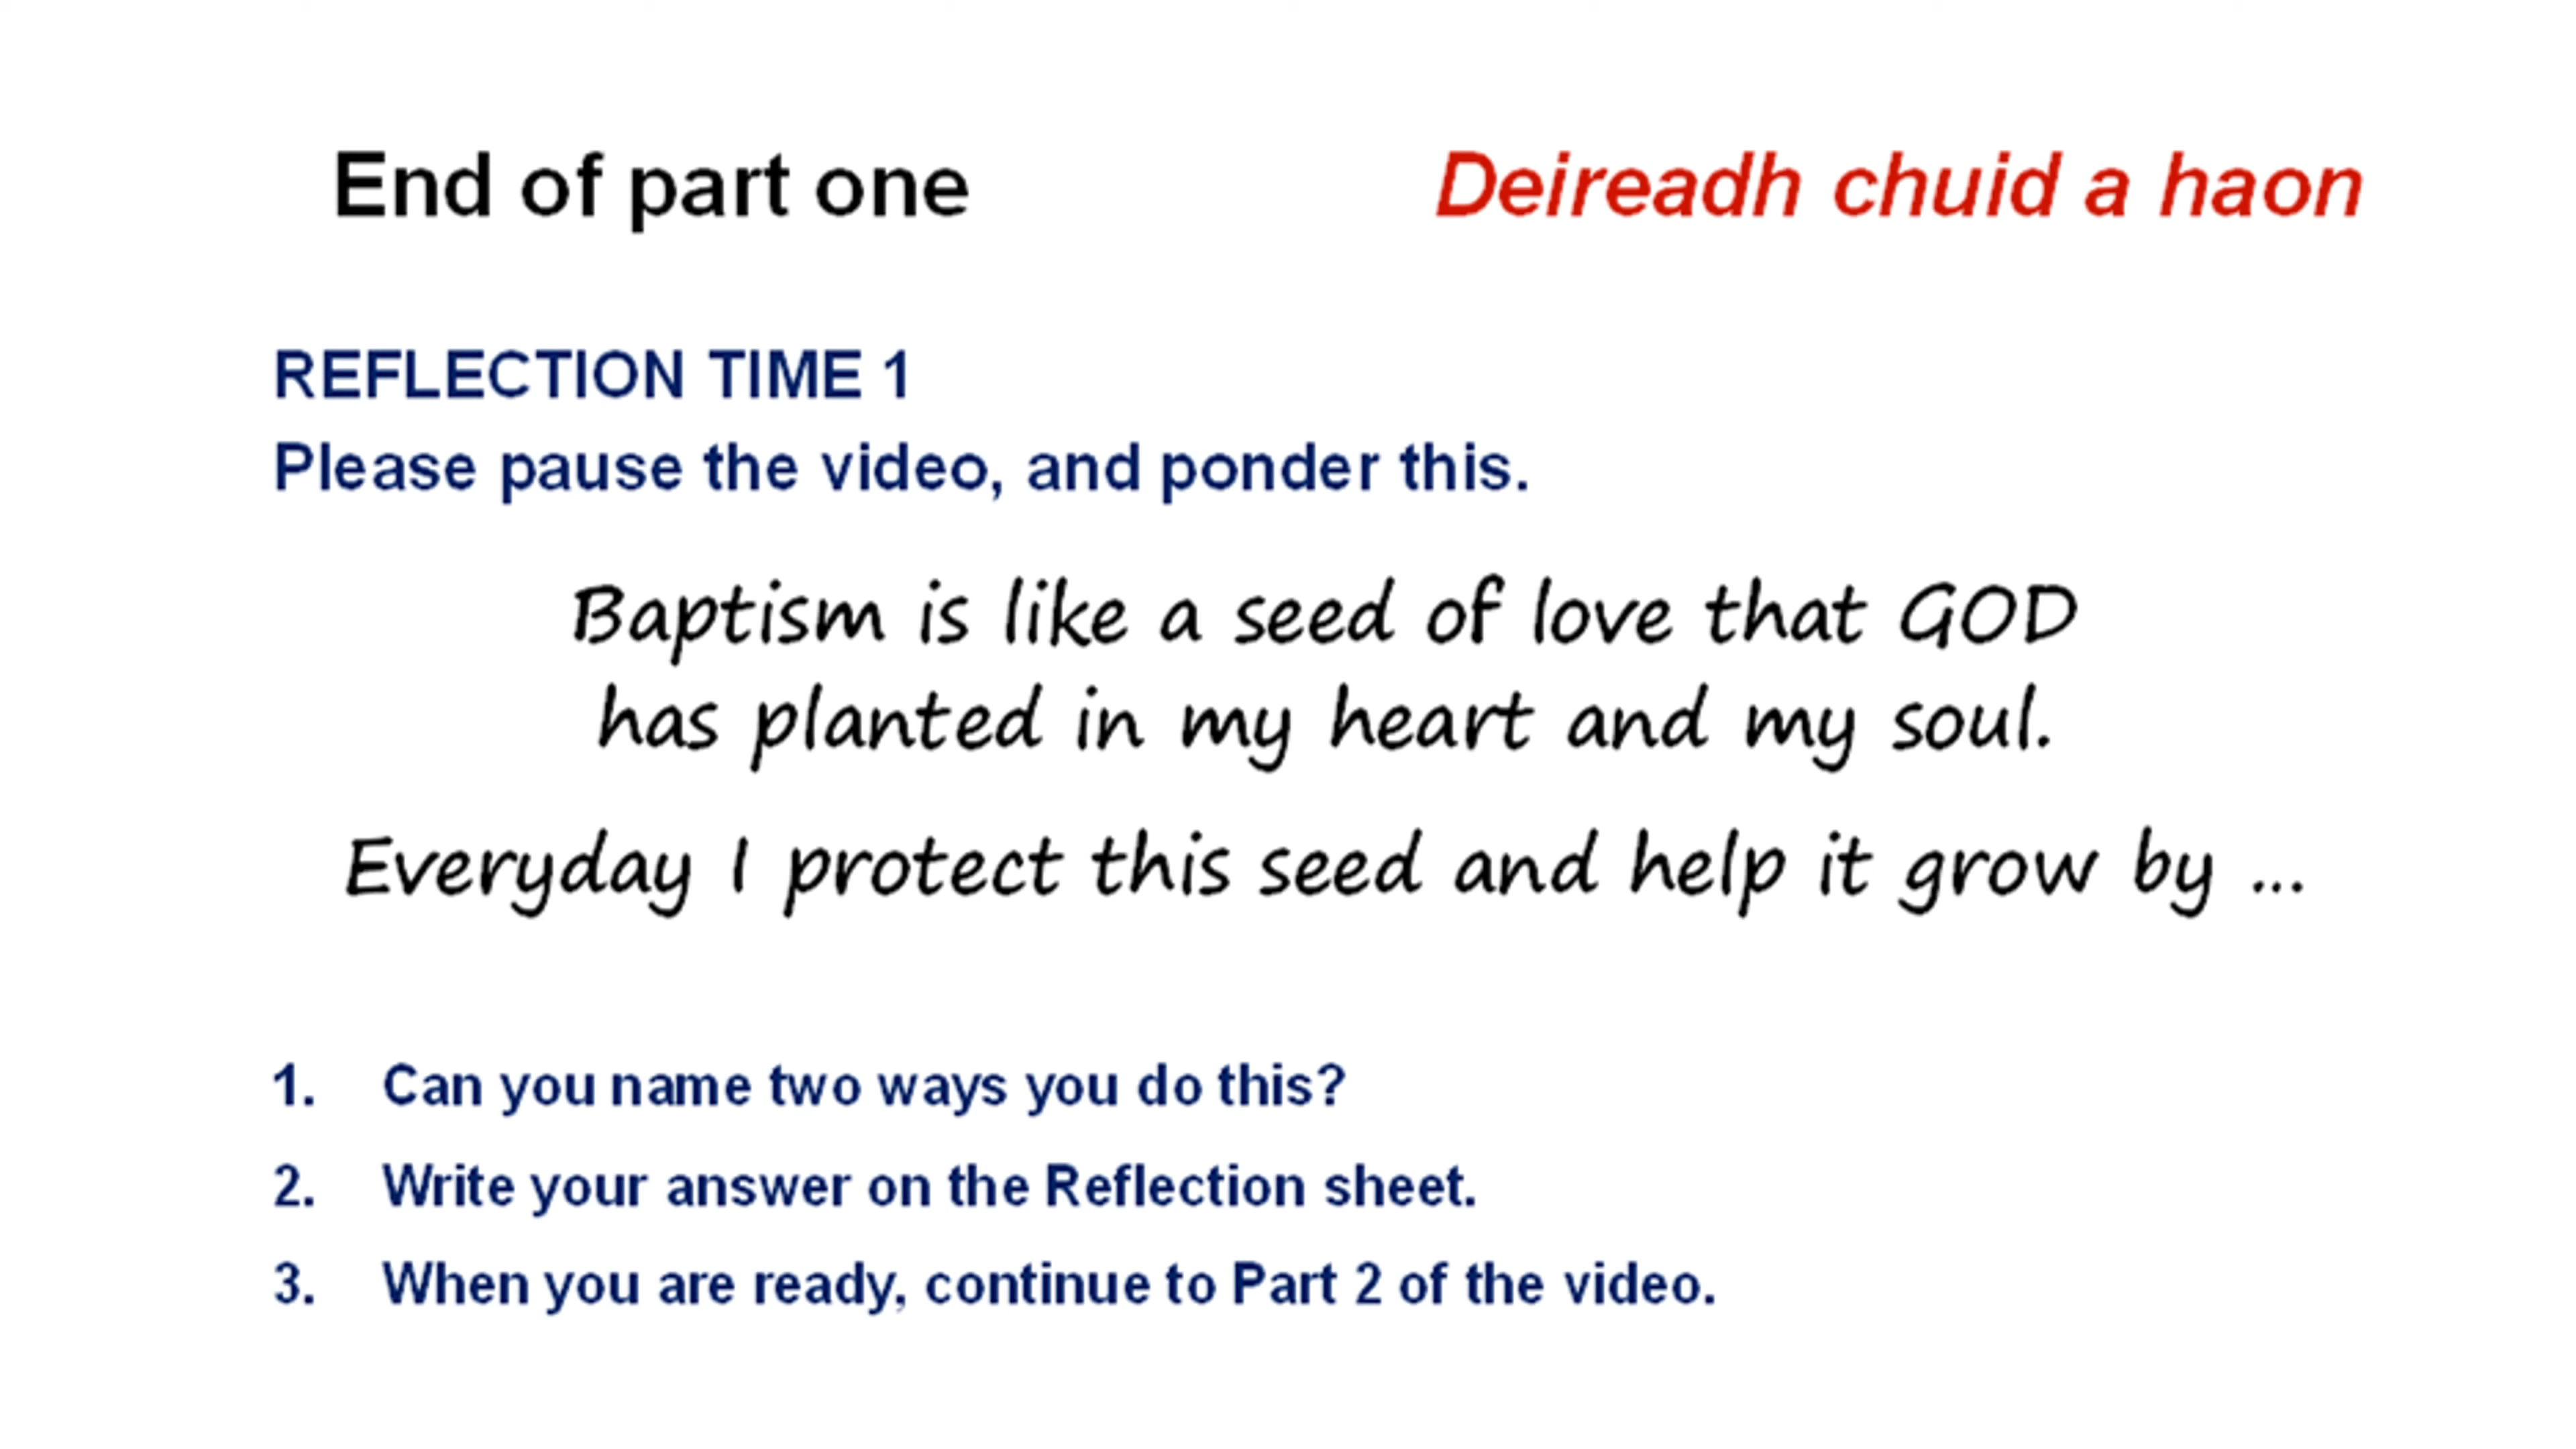 End of part one
Deireadh chuid a haon
REFLECTION TIME 1
Please pause the video, and ponder this.
Baptism is like a seed of love that GOD
has planted in my heart and my soul.
Everyday I protect this seed and help it grow by ...
1. Can you name two ways you do this?
2. Write your answer on the Reflection sheet.
3. When you are ready, continue to Part 2 of the video.